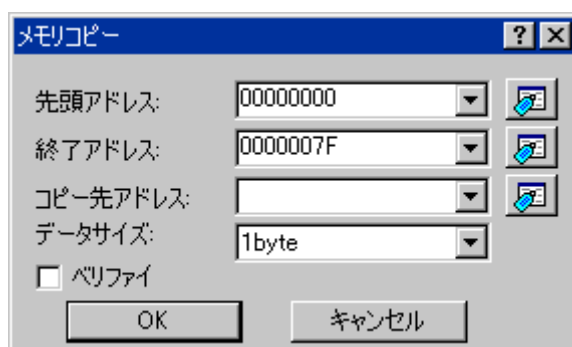 メモリコピー
先頭アドレス: 00000000
終了アドレス: 0000007F
コピー先アドレス:
データサイズ: 1byte
ベリファイ
OK キャンセル